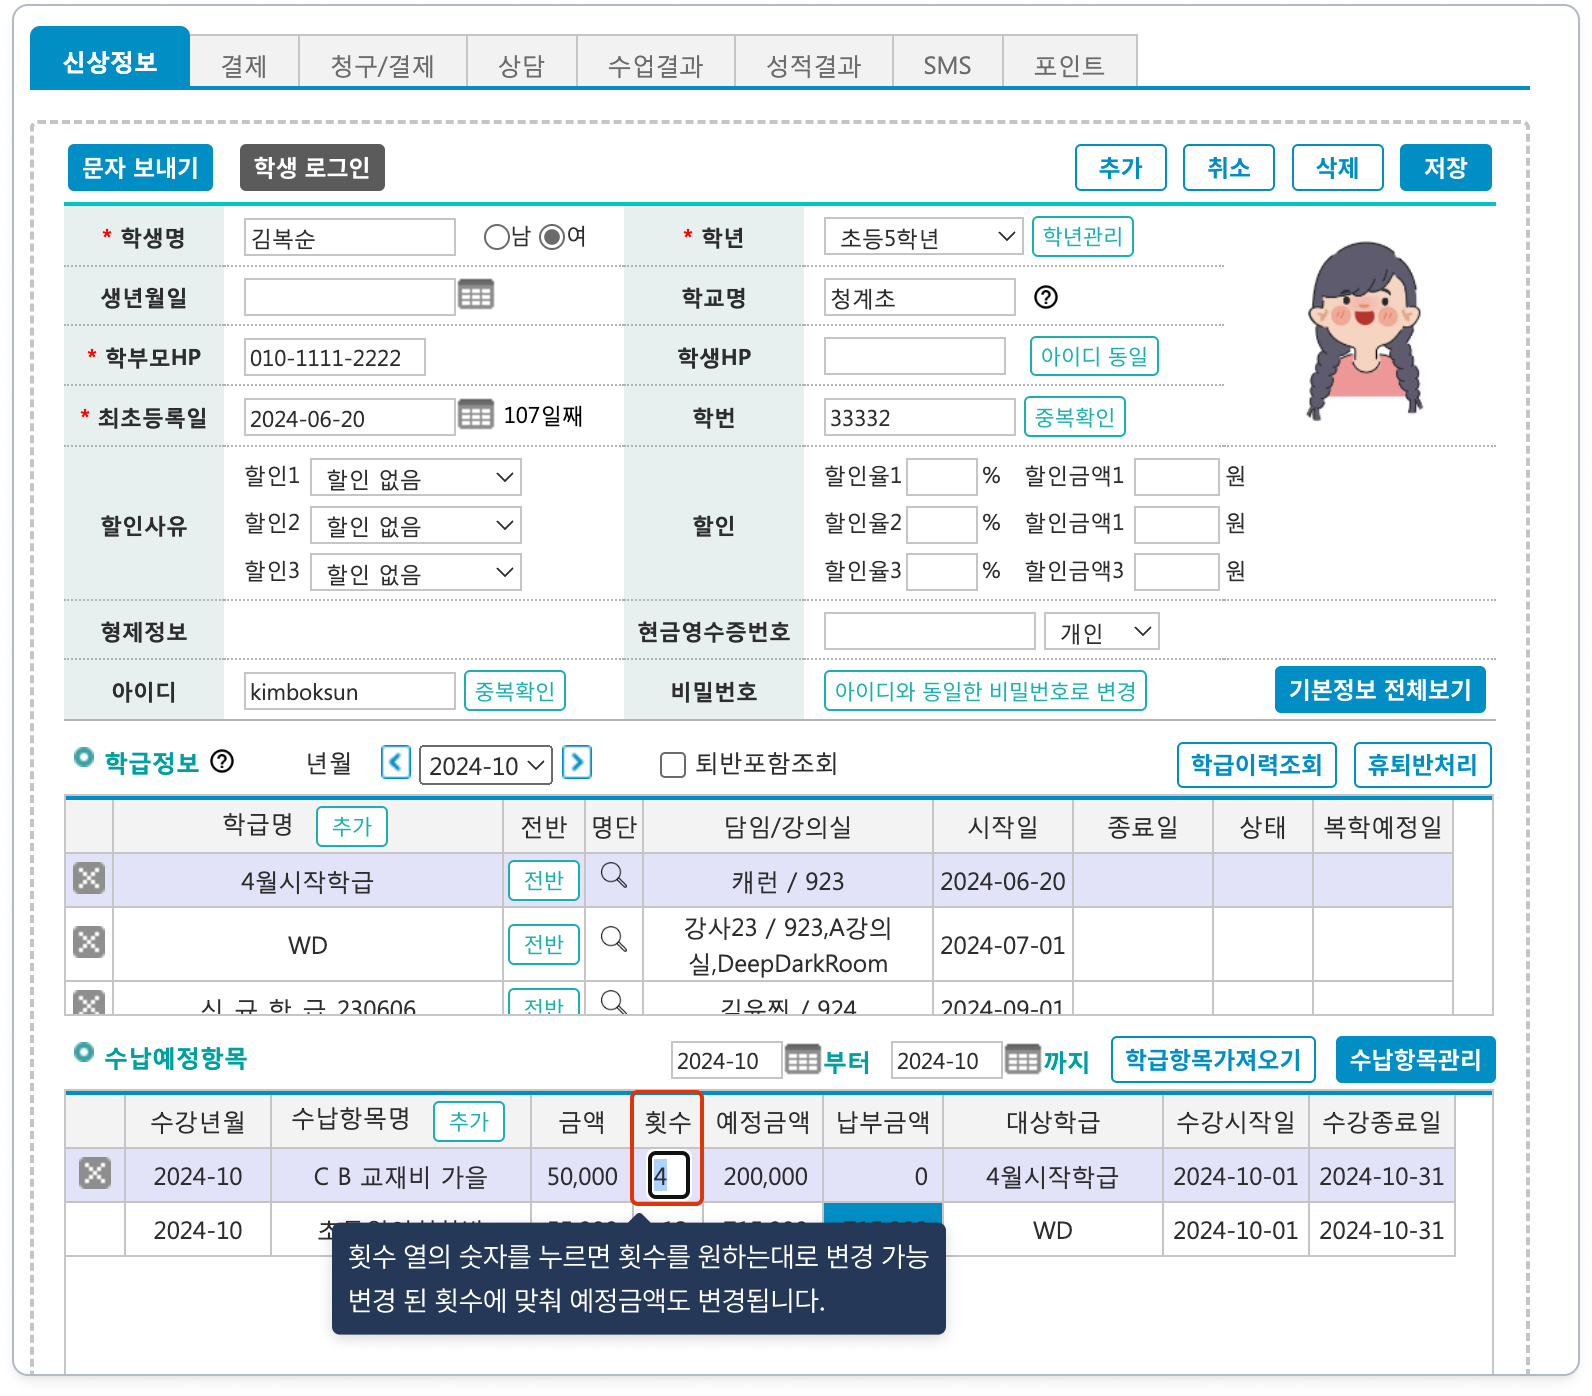 신상정보 결제 청구/결제 상담 수업결과 성적결과 SMS 포인트
문자 보내기 학생 로그인 추가 취소 삭제 저장
* 학생명 김복순 남 여 * 학년 초등5학년 학년관리
생년월일 학교명 청계초 ?
* 학부모HP 010-1111-2222 학생HP 아이디 동일
* 최초등록일 2024-06-20 107일째 학번 33332 중복확인
할인사유 할인1 할인 없음 할인 할인율1 % 할인금액1 원
할인2 할인 없음 할인율2 % 할인금액1 원
할인3 할인 없음 할인율3 % 할인금액3 원
형제정보 현금영수증번호 개인
아이디 kimboksun 중복확인 비밀번호 아이디와 동일한 비밀번호로 변경 기본정보 전체보기
학급정보 ? 년월 2024-10 퇴반포함조회 학급이력조회 휴퇴반처리
학급명 추가 전반 명단 담임/강의실 시작일 종료일 상태 복학예정일
4월시작학급 전반 캐런 / 923 2024-06-20
WD 전반 강사23 / 923,A강의 2024-07-01
실,DeepDarkRoom
신 규 학 급 230606 전반 / 924 2024-09-01
수납예정항목 2024-10 부터 2024-10 까지 학급항목가져오기 수납항목관리
수강년월 수납항목명 추가 금액 횟수 예정금액 납부금액 대상학급 수강시작일 수강종료일
2024-10 C B 교재비 가을 50,000 4 200,000 0 4월시작학급 2024-10-01 2024-10-31
2024-10 WD 2024-10-01 2024-10-31
횟수 열의 숫자를 누르면 횟수를 원하는대로 변경 가능
변경 된 횟수에 맞춰 예정금액도 변경됩니다.